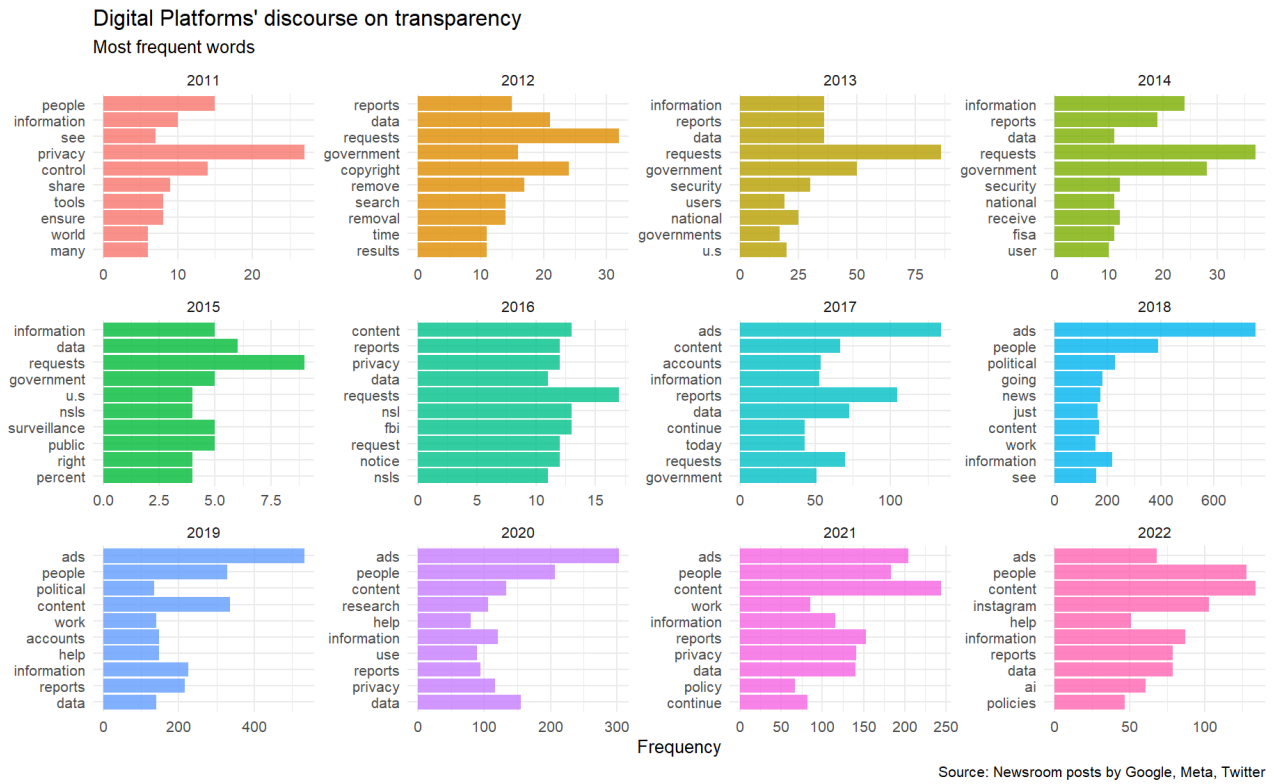 Digital Platforms' discourse on transparency
Most frequent words
2011
people
information
see
privacy
control
share
tools
ensure
world
many
0 10 20
2012
reports
data
requests
government
copyright
remove
search
removal
time
results
0 10 20 30
2013
information
reports
data
requests
government
security
users
national
governments
u.s
0 25 50 75
2014
information
reports
data
requests
government
security
national
receive
fisa
user
0 10 20 30
2015
information
data
requests
government
u.s
nsls
surveillance
public
right
percent
0.0 2.5 5.0 7.5
2016
content
reports
privacy
data
requests
nsl
fbi
request
notice
nsls
0 5 10 15
2017
ads
content
accounts
information
reports
data
continue
today
requests
government
0 50 100
2018
ads
people
political
going
news
just
content
work
information
see
0 200 400 600
2019
ads
people
political
content
work
accounts
help
information
reports
data
0 200 400
2020
ads
people
content
research
help
information
use
reports
privacy
data
0 100 200 300
2021
ads
people
content
work
information
reports
privacy
data
policy
continue
0 50 100 150 200 250
2022
ads
people
content
instagram
help
information
reports
data
ai
policies
0 50 100
Frequency
Source: Newsroom posts by Google, Meta, Twitter